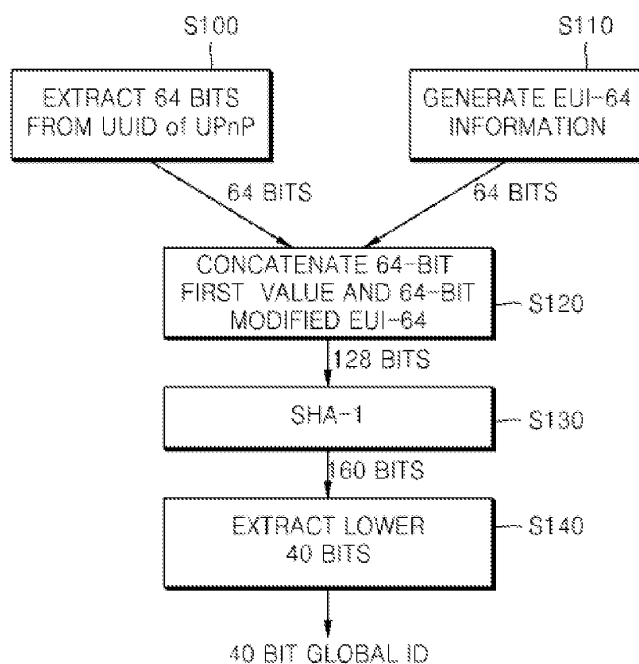 S100
S110
EXTRACT 64 BITS
FROM UUID of UPnP
GENERATE EUI-64
INFORMATION
64 BITS
64 BITS
CONCATENATE 64-BIT
FIRST VALUE AND 64-BIT
MODIFIED EUI-64
S120
128 BITS
SHA-1
S130
160 BITS
EXTRACT LOWER
40 BITS
S140
40 BIT GLOBAL ID